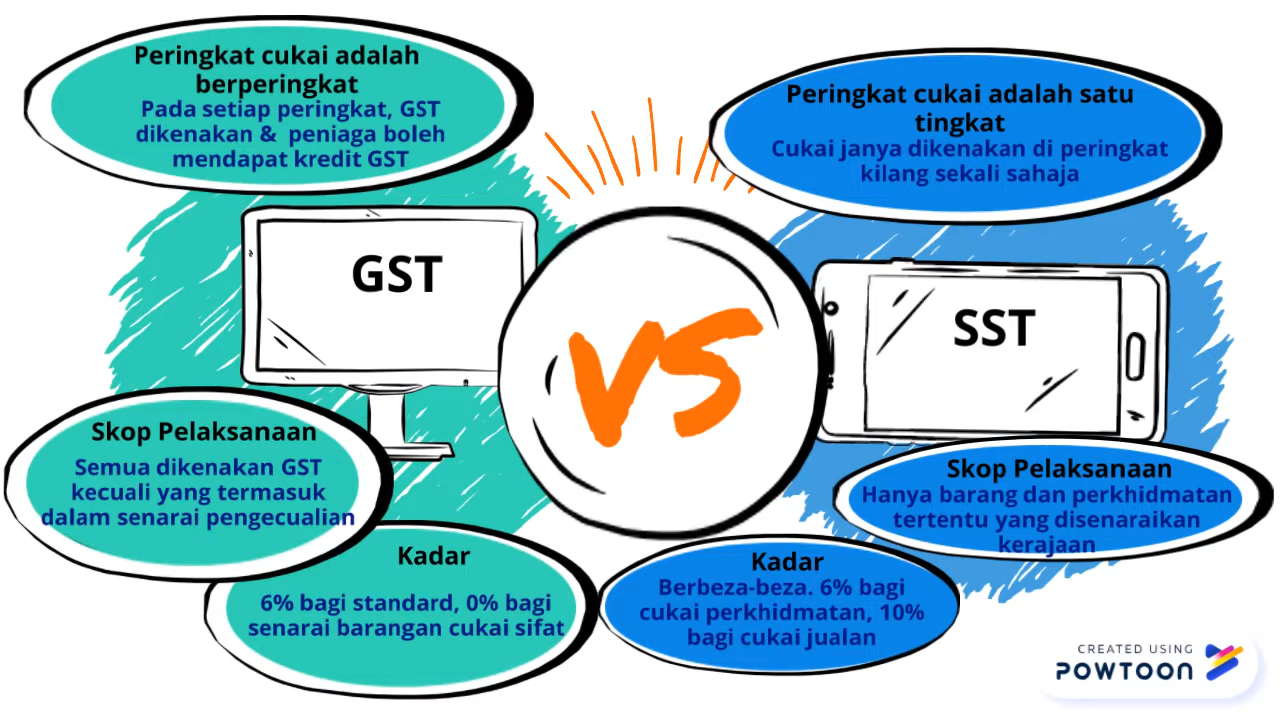 Peringkat cukai adalah
berperingkat
Pada setiap peringkat, GST
dikenakan & peniaga boleh
mendapat kredit GST
Peringkat cukai adalah satu
tingkat
Cukai janya dikenakan di peringkat
kilang sekali sahaja
GST
VS
SST
Skop Pelaksanaan
Semua dikenakan GST
kecuali yang termasuk
dalam senarai pengecualian
Skop Pelaksanaan
Hanya barang dan perkhidmatan
tertentu yang disenaraikan
kerajaan
Kadar
6% bagi standard, 0% bagi
senarai barangan cukai sifat
Kadar
Berbeza-beza. 6% bagi
cukai perkhidmatan, 10%
bagi cukai jualan
CREATED USING
POWTOON